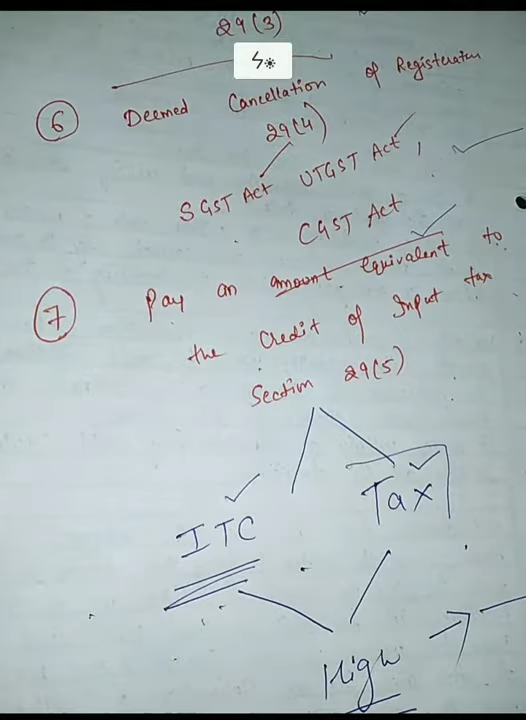 29(3)
6 Deemed Cancellation of Registration
29(4)
SGST Act UTGST Act,
CGST Act
7 Pay an amount equivalent to
the credit of Input tax
Section 29(5)
ITC Tax
High